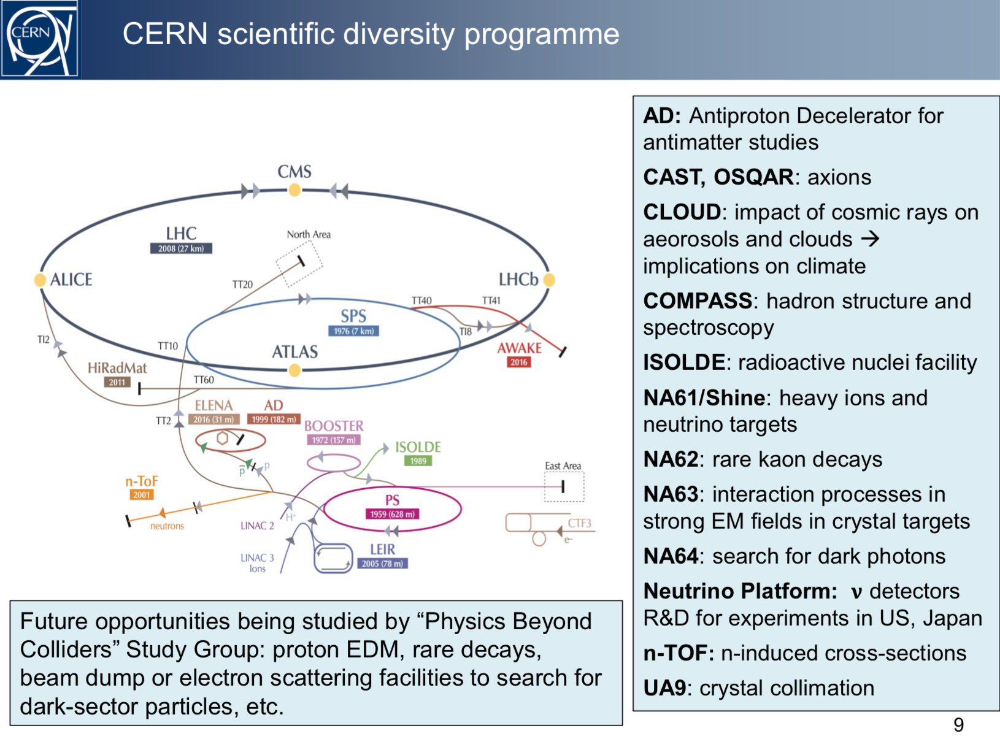 CERN
CERN scientific diversity programme
CMS
LHC
2008 (27 km)
North Area
ALICE
TT20
LHCb
TT40
TT41
SPS
1976 (7 km)
TI2
TT10
TI8
ATLAS
AWAKE
2016
HiRadMat
2011
TT60
ELENA
2016 (31 m)
AD
1999 (182 m)
TT2
BOOSTER
1972 (157 m)
ISOLDE
1989
p̅
p
East Area
n-ToF
2001
neutrons
PS
1959 (628 m)
H+
LINAC 2
CTF3
e–
LEIR
2005 (78 m)
LINAC 3
Ions
AD: Antiproton Decelerator for
antimatter studies
CAST, OSQAR: axions
CLOUD: impact of cosmic rays on
aeorosols and clouds →
implications on climate
COMPASS: hadron structure and
spectroscopy
ISOLDE: radioactive nuclei facility
NA61/Shine: heavy ions and
neutrino targets
NA62: rare kaon decays
NA63: interaction processes in
strong EM fields in crystal targets
NA64: search for dark photons
Neutrino Platform: ν detectors
R&D for experiments in US, Japan
n-TOF: n-induced cross-sections
UA9: crystal collimation
Future opportunities being studied by “Physics Beyond
Colliders” Study Group: proton EDM, rare decays,
beam dump or electron scattering facilities to search for
dark-sector particles, etc.
9